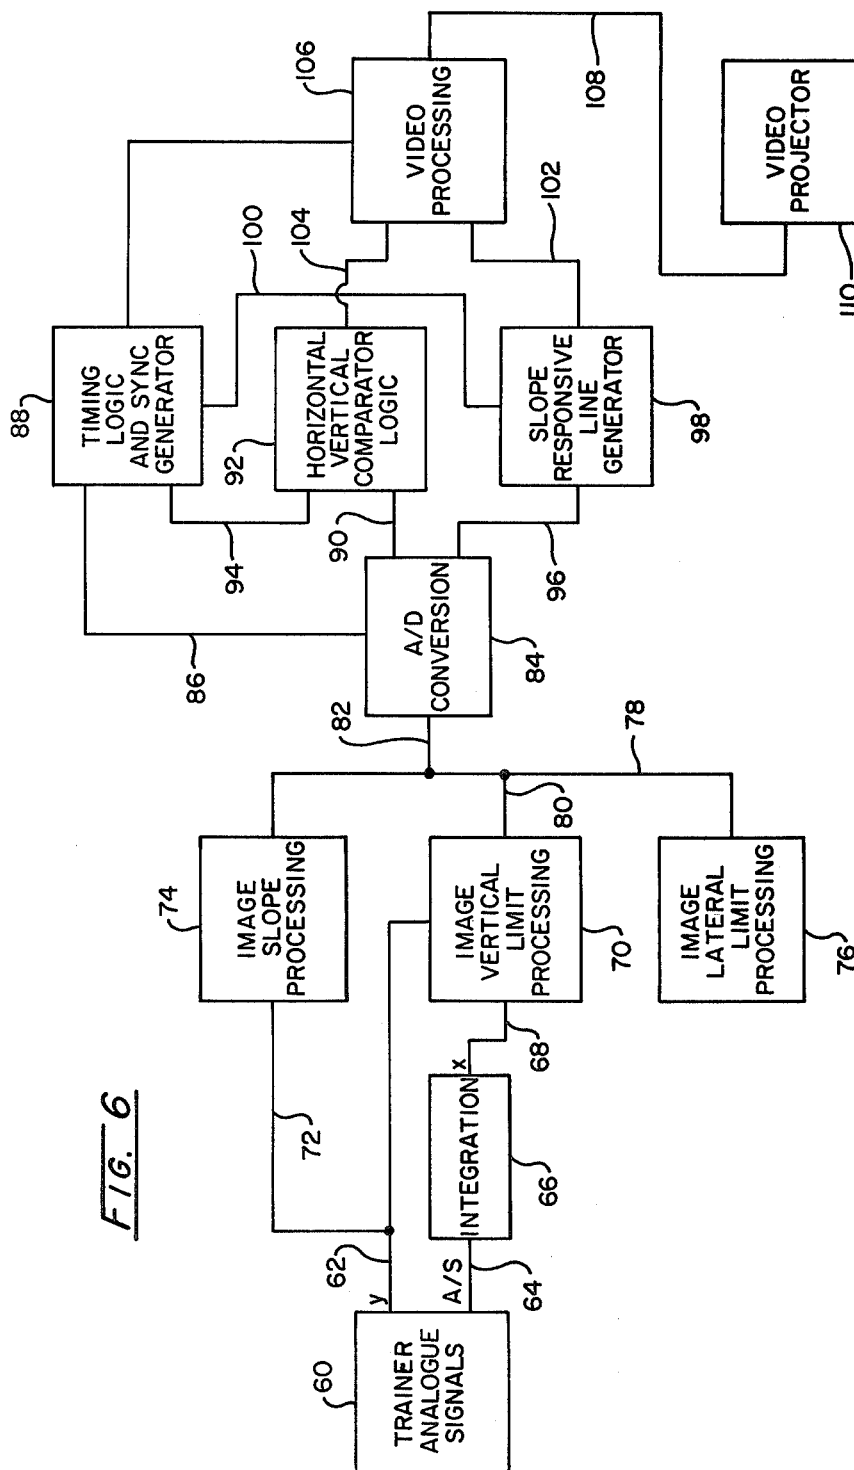 FIG. 6
60
TRAINER
ANALOGUE
SIGNALS
y
62
A/S
64
INTEGRATION
66
x
68
72
74
IMAGE
SLOPE
PROCESSING
IMAGE
VERTICAL
LIMIT
PROCESSING
70
IMAGE
LATERAL
LIMIT
PROCESSING
76
78
80
82
A/D
CONVERSION
84
86
88
TIMING
LOGIC
AND SYNC
GENERATOR
90
92
HORIZONTAL
VERTICAL
COMPARATOR
LOGIC
94
96
SLOPE
RESPONSIVE
LINE
GENERATOR
98
100
104
102
106
VIDEO
PROCESSING
108
VIDEO
PROJECTOR
110